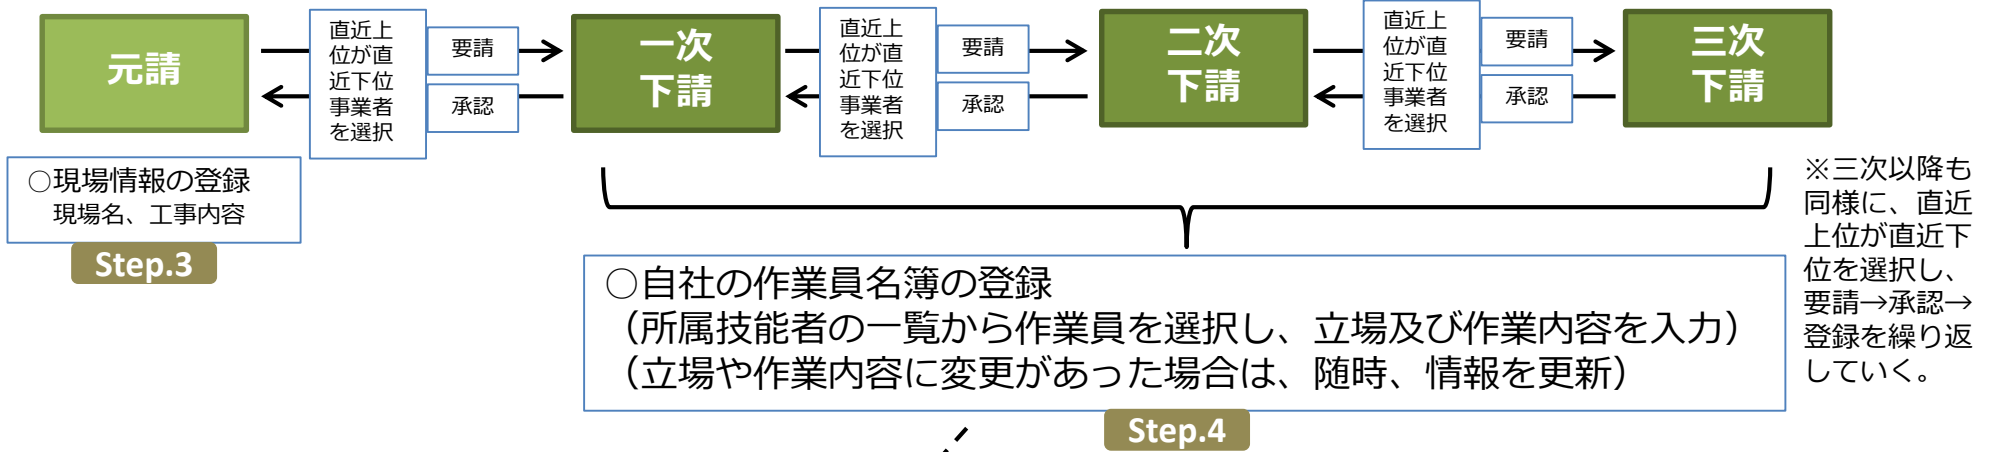 元請
直近上
位が直
近下位
事業者
を選択
要請
承認
一次
下請
直近上
位が直
近下位
事業者
を選択
要請
承認
二次
下請
直近上
位が直
近下位
事業者
を選択
要請
承認
三次
下請
○現場情報の登録
現場名、工事内容
Step.3
○自社の作業員名簿の登録
（所属技能者の一覧から作業員を選択し、立場及び作業内容を入力）
（立場や作業内容に変更があった場合は、随時、情報を更新）
Step.4
※三次以降も
同様に、直近
上位が直近下
位を選択し、
要請→承認→
登録を繰り返
していく。